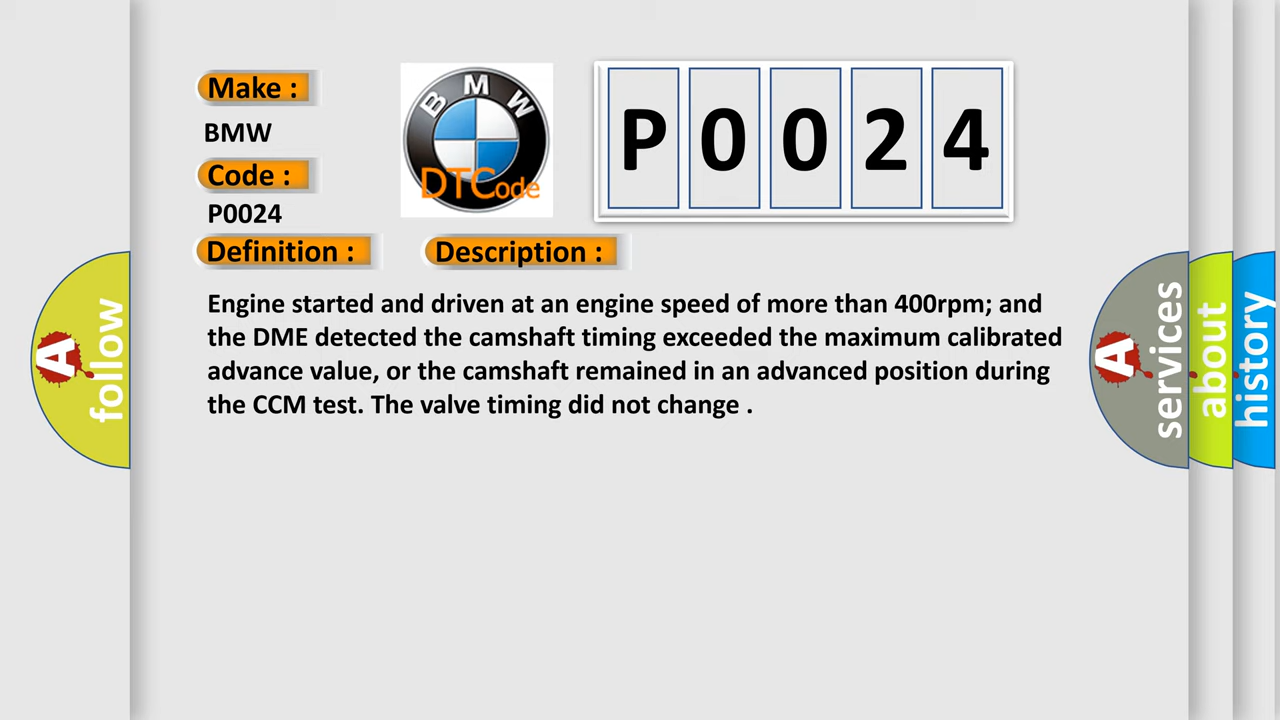 Make :
BMW
Code :
P0024
Definition :
Description :
BMW
DTCode
P0024
Engine started and driven at an engine speed of more than 400rpm; and
the DME detected the camshaft timing exceeded the maximum calibrated
advance value, or the camshaft remained in an advanced position during
the CCM test. The valve timing did not change .
A
follow
A
services
about
history